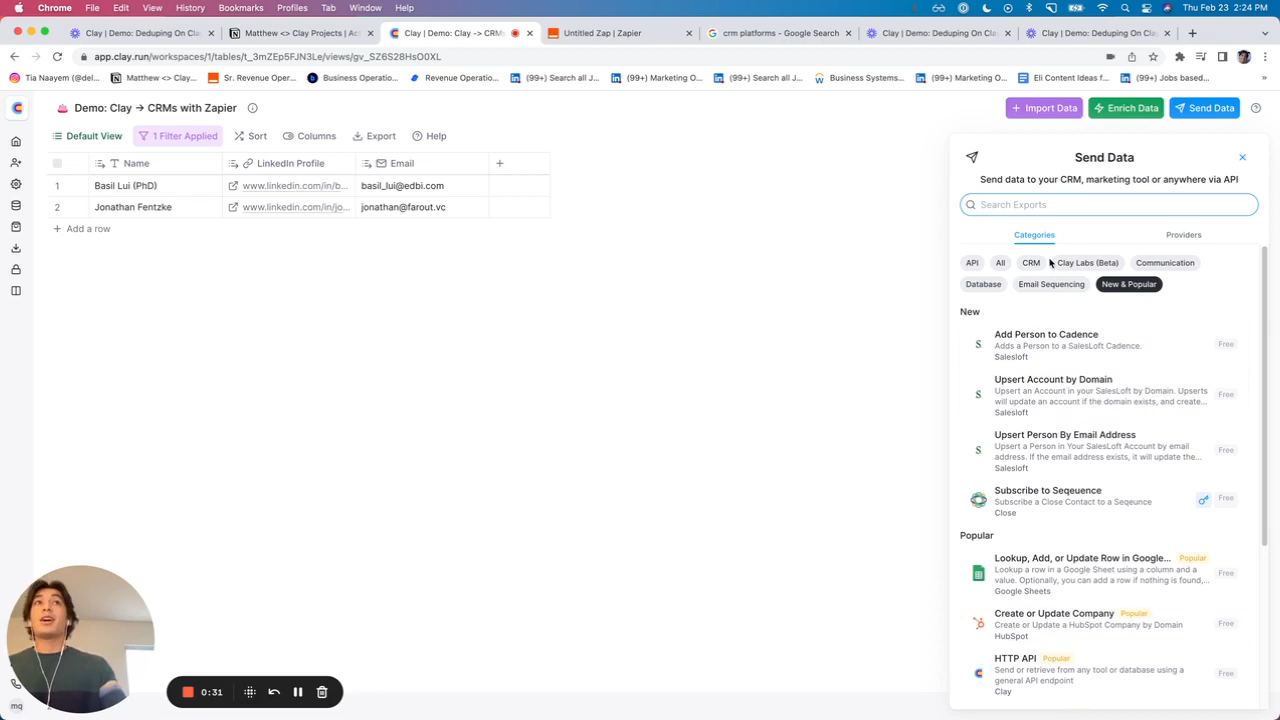 Chrome File Edit View History Bookmarks Profiles Tab Window Help Thu Feb 23 2:24 PM
Clay | Demo: Deduping On Cla... Matthew <> Clay Projects | Ac... Clay | Demo: Clay -> CRMs Untitled Zap | Zapier crm platforms - Google Search Clay | Demo: Deduping On Cla... Clay | Demo: Deduping On Cla...
app.clay.run/workspaces/1/tables/t_3mZEp5FJN3Le/views/gv_SZ6S28HsO0XL
Tia Naayem (@del... Matthew <> Clay... Sr. Revenue Oper... Business Operatio... Revenue Operatio... (99+) Search all J... (99+) Marketing O... (99+) Search all J... Business Systems... (99+) Marketing O... Eli Content Ideas f... (99+) Jobs based... »
Demo: Clay → CRMs with Zapier
Import Data Enrich Data Send Data
Default View 1 Filter Applied Sort Columns Export Help
Name LinkedIn Profile Email
1 Basil Lui (PhD) www.linkedin.com/in/b... basil_lui@edbi.com
2 Jonathan Fentzke www.linkedin.com/in/jo... jonathan@farout.vc
+ Add a row
Send Data
Send data to your CRM, marketing tool or anywhere via API
Search Exports
Categories Providers
API All CRM Clay Labs (Beta) Communication
Database Email Sequencing New & Popular
New
Add Person to Cadence
Adds a Person to a SalesLoft Cadence.
Salesloft
Free
Upsert Account by Domain
Upsert an Account in your SalesLoft by Domain. Upserts
will update an account if the domain exists, and create...
Salesloft
Free
Upsert Person By Email Address
Upsert a Person in Your SalesLoft Account by email
address. If the email address exists, it will update the...
Salesloft
Free
Subscribe to Seqeuence
Subscribe a Close Contact to a Seqeunce
Close
Free
Popular
Lookup, Add, or Update Row in Google... Popular
Lookup a row in a Google Sheet using a column and a
value. Optionally, you can add a row if nothing is found,...
Google Sheets
Free
Create or Update Company Popular
Create or Update a HubSpot Company by Domain
HubSpot
Free
HTTP API Popular
Send or retrieve from any tool or database using a
general API endpoint
Clay
Free
0:31
mq